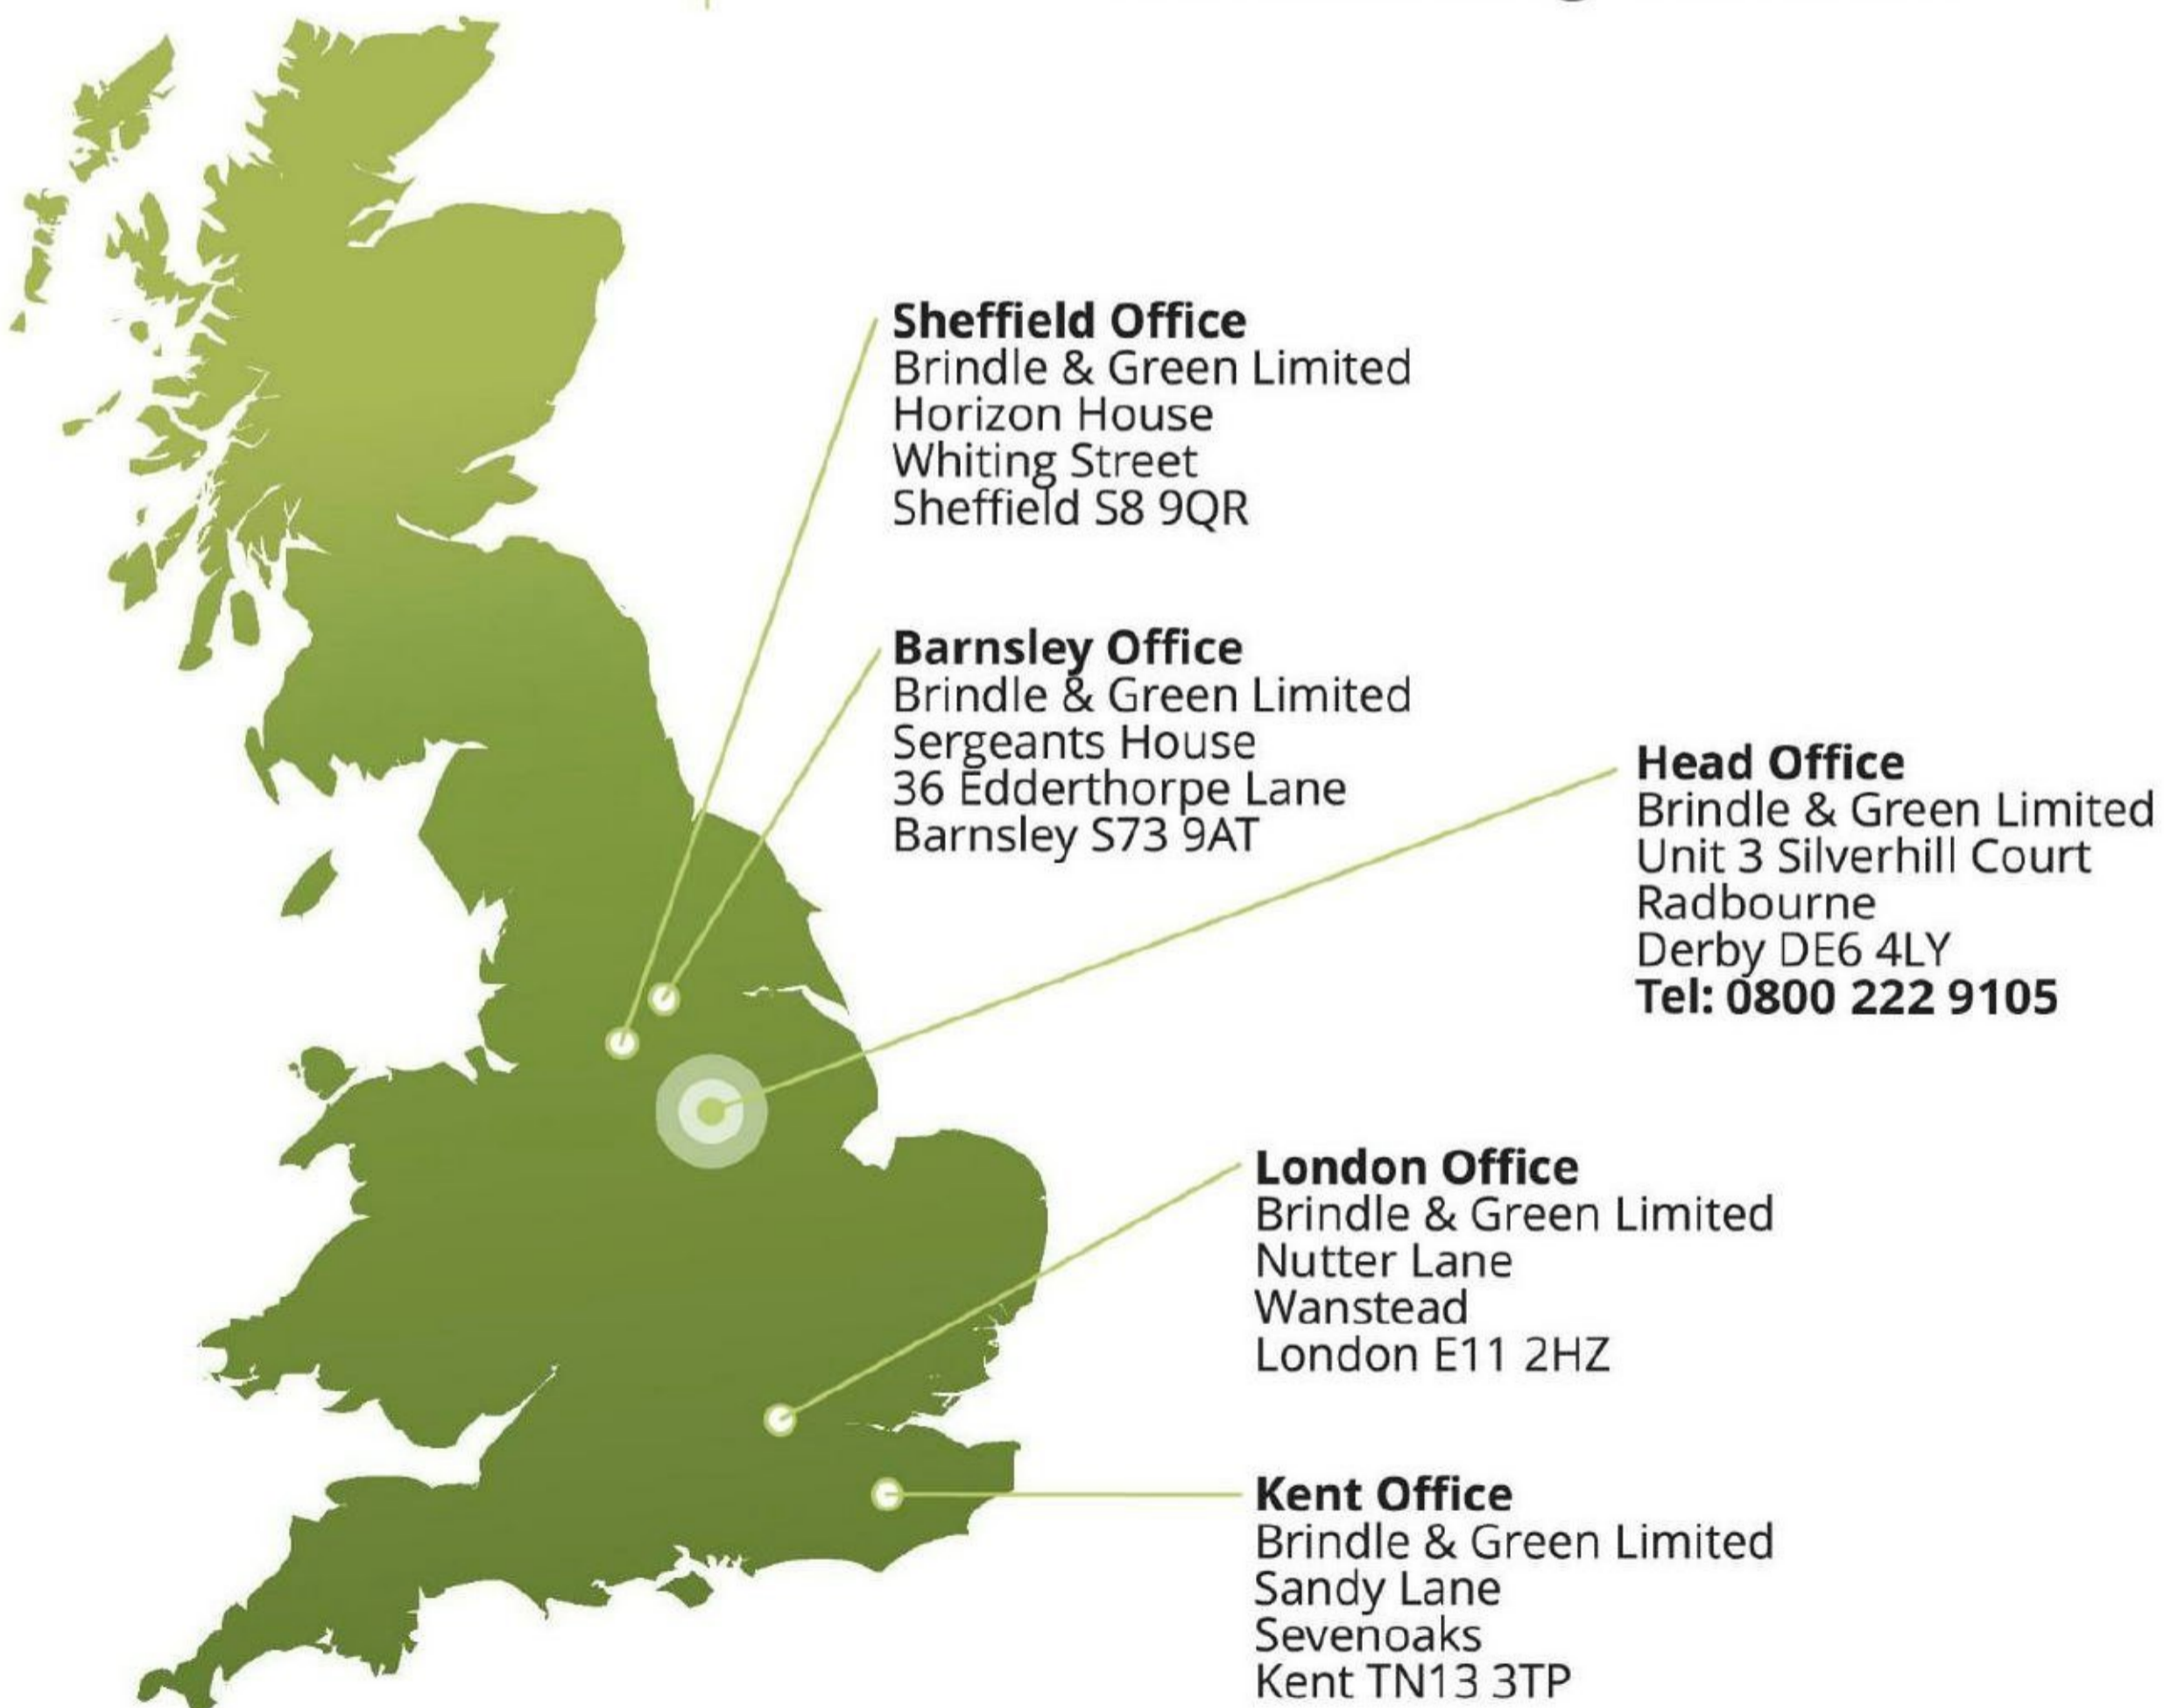 Sheffield Office
Brindle & Green Limited
Horizon House
Whiting Street
Sheffield S8 9QR
Barnsley Office
Brindle & Green Limited
Sergeants House
36 Edderthorpe Lane
Barnsley S73 9AT
Head Office
Brindle & Green Limited
Unit 3 Silverhill Court
Radbourne
Derby DE6 4LY
Tel: 0800 222 9105
London Office
Brindle & Green Limited
Nutter Lane
Wanstead
London E11 2HZ
Kent Office
Brindle & Green Limited
Sandy Lane
Sevenoaks
Kent TN13 3TP